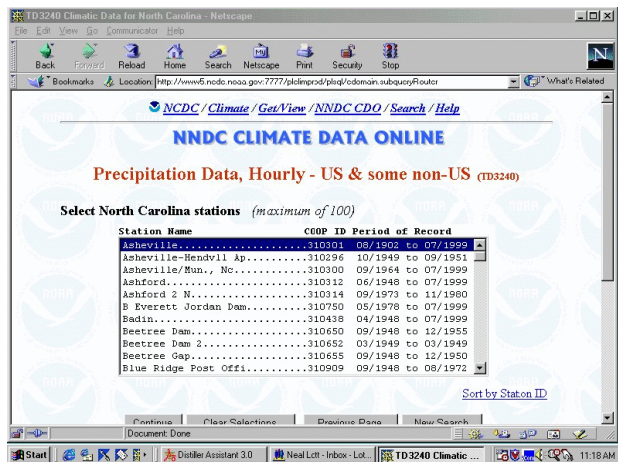 TD3240 Climatic Data for North Carolina - Netscape
File Edit View Go Communicator Help
Back Forward Reload Home Search Netscape Print Security Stop
N
Bookmarks Location: http://www5.ncdc.noaa.gov:7777/plclimprod/plsql/cdomain.subqueryRouter What's Related
NCDC / Climate / Get/View / NNDC CDO / Search / Help
NNDC CLIMATE DATA ONLINE
Precipitation Data, Hourly - US & some non-US (TD3240)
Select North Carolina stations (maximum of 100)
Station Name COOP ID Period of Record
Asheville....................310301 08/1902 to 07/1999
Asheville-Hendvll Ap.........310296 10/1949 to 09/1951
Asheville/Mun., Nc...........310300 09/1964 to 07/1999
Ashford......................310312 06/1948 to 07/1999
Ashford 2 N..................310314 09/1973 to 11/1980
B Everett Jordan Dam.........310750 05/1978 to 07/1999
Badin........................310438 04/1948 to 07/1999
Beetree Dam..................310650 09/1948 to 12/1955
Beetree Dam 2................310652 03/1949 to 03/1949
Beetree Gap..................310655 09/1948 to 12/1950
Blue Ridge Post Offi.........310909 09/1948 to 08/1972
Sort by Staton ID
Continue Clear Selections Previous Page New Search
Document: Done
Start Distiller Assistant 3.0 Neal Lott - Inbox - Lot... TD3240 Climatic ... 11:18 AM